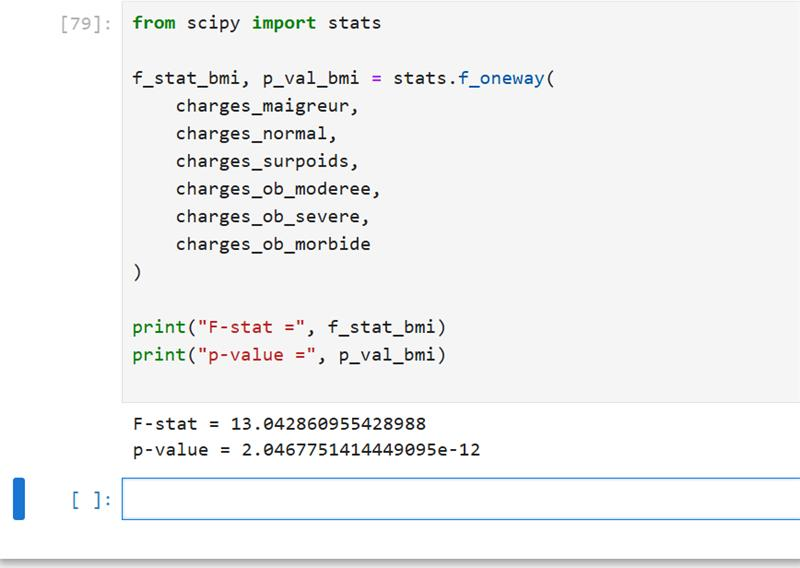 [79]: from scipy import stats
f_stat_bmi, p_val_bmi = stats.f_oneway(
charges_maigreur,
charges_normal,
charges_surpoids,
charges_ob_moderee,
charges_ob_severe,
charges_ob_morbide
)
print("F-stat =", f_stat_bmi)
print("p-value =", p_val_bmi)
F-stat = 13.042860955428988
p-value = 2.0467751414449095e-12
[ ]: